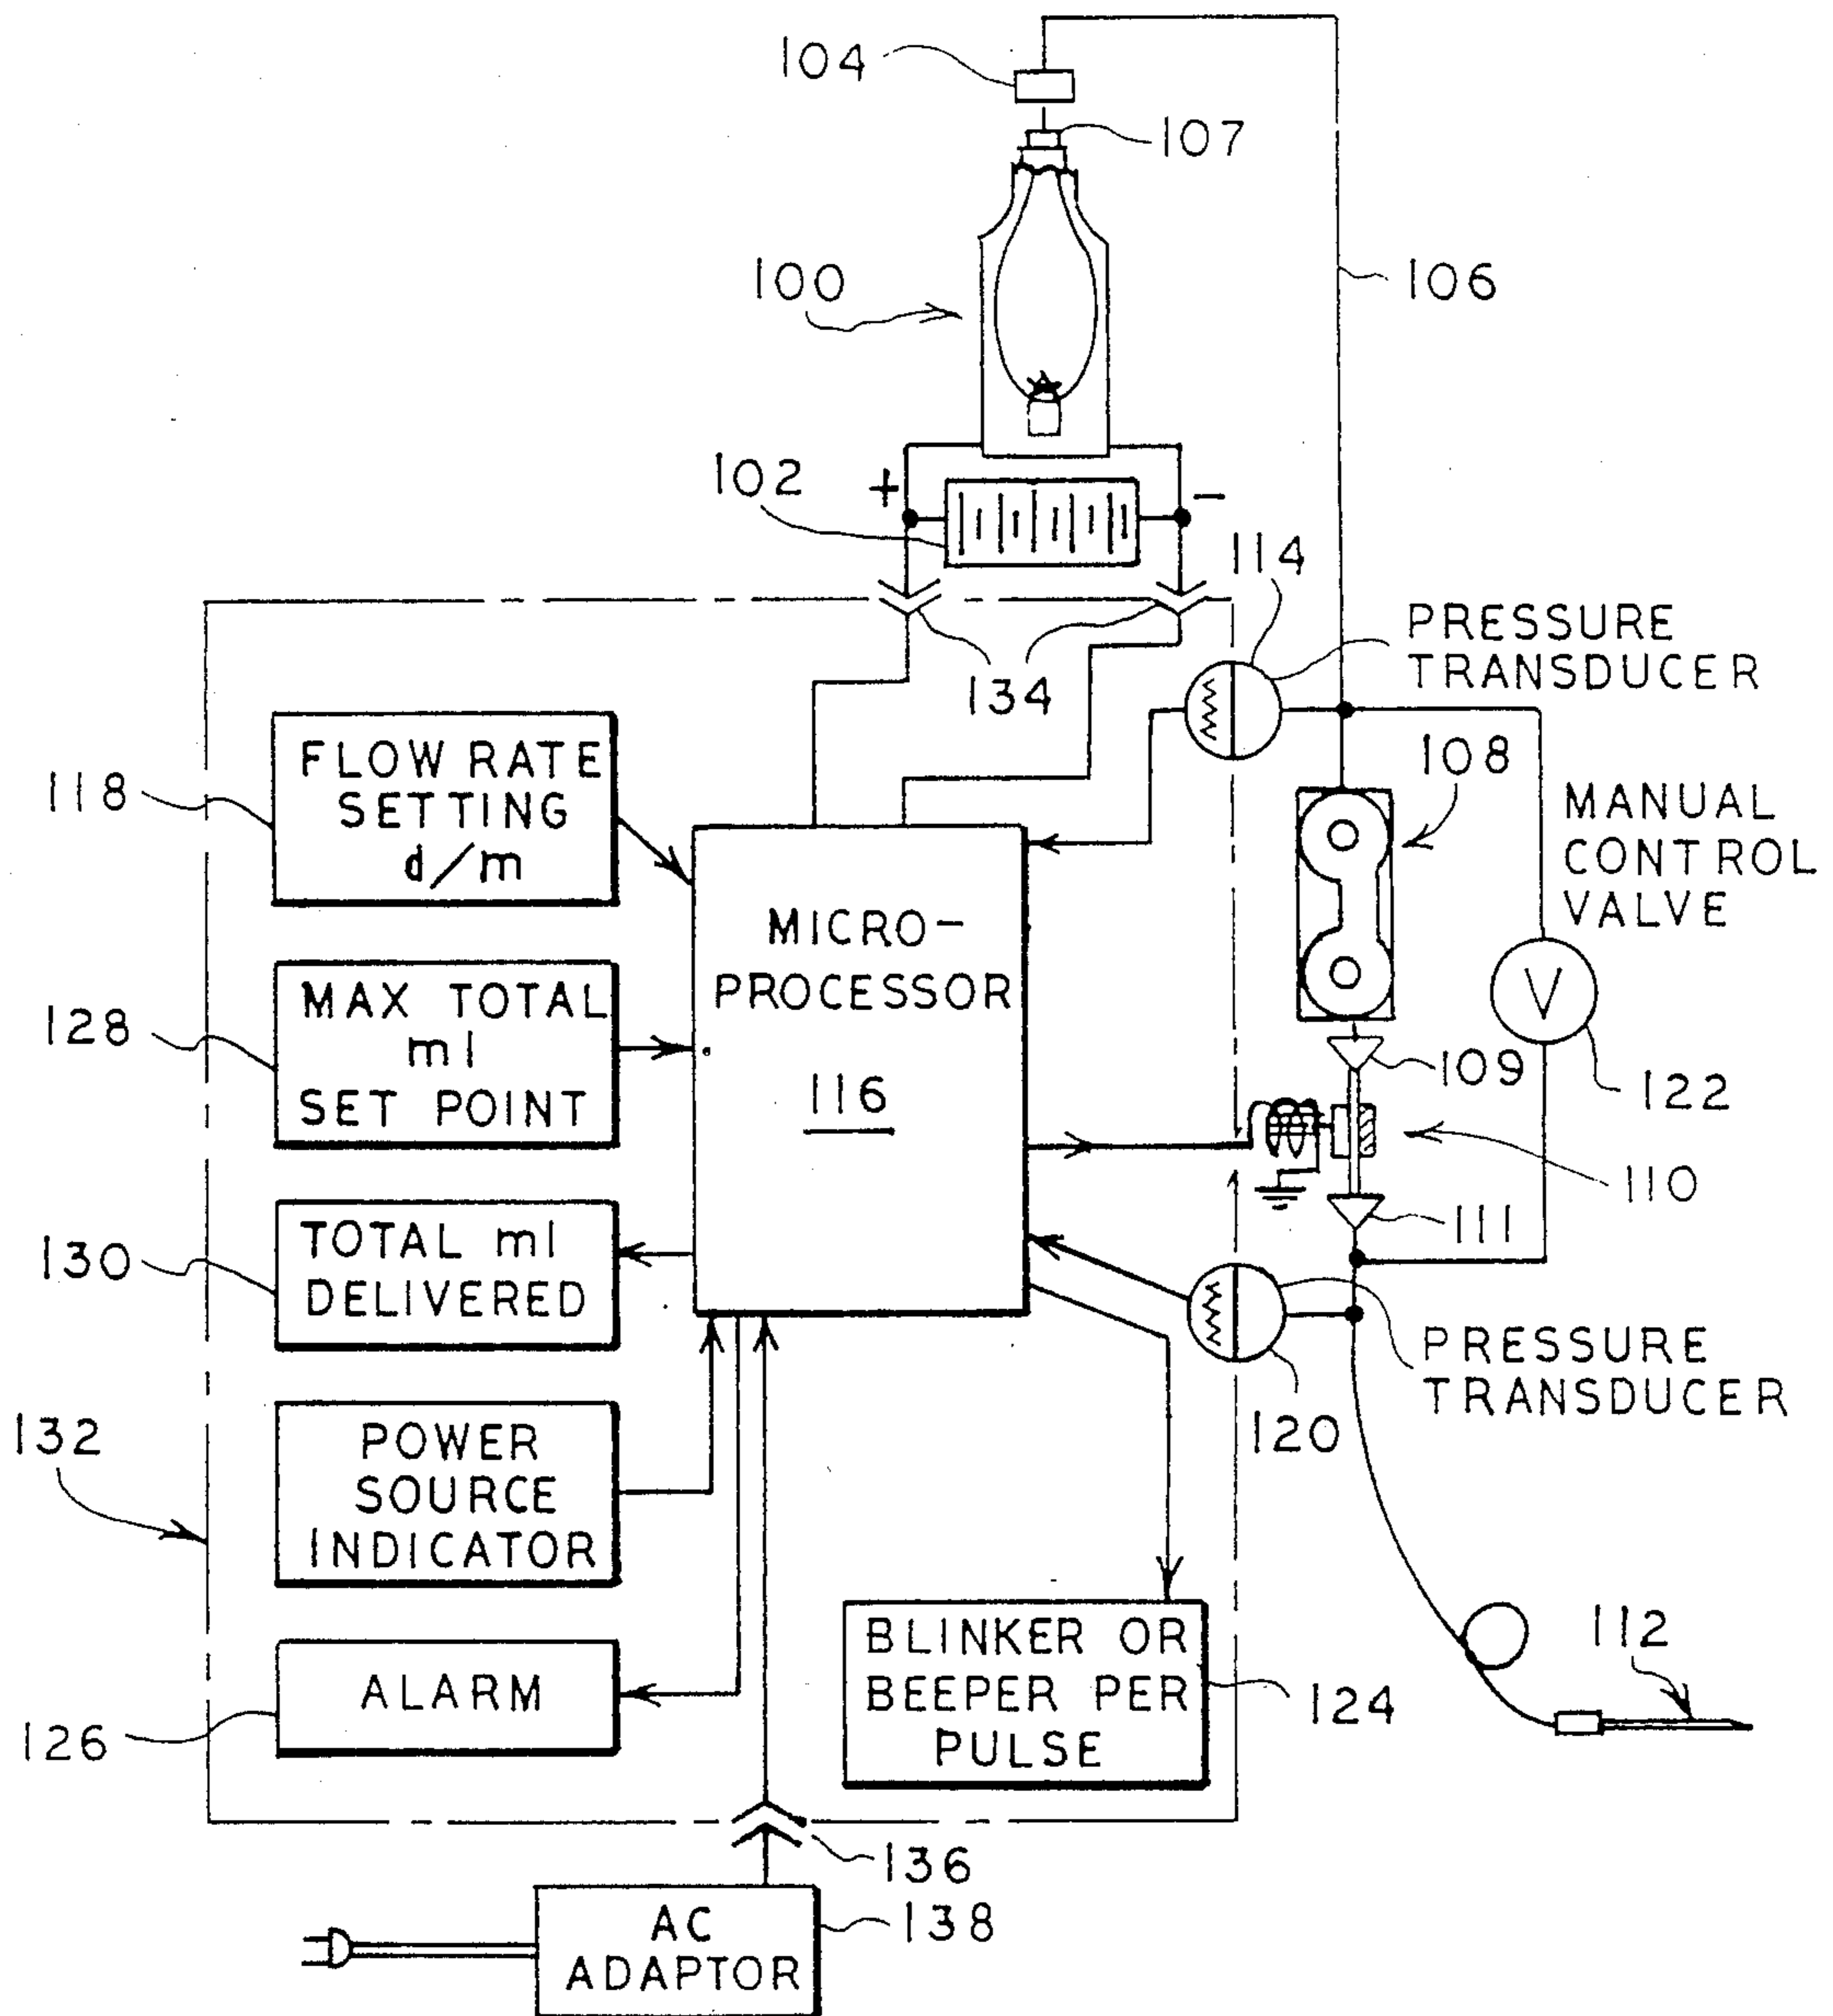 104
107
100
106
102
+
−
114
PRESSURE
TRANSDUCER
134
118
FLOW RATE
SETTING
d/m
108
MANUAL
CONTROL
VALVE
MICRO-
PROCESSOR
116
128
MAX TOTAL
ml
SET POINT
V
109
122
110
111
130
TOTAL ml
DELIVERED
PRESSURE
TRANSDUCER
120
132
POWER
SOURCE
INDICATOR
112
BLINKER OR
BEEPER PER
PULSE
124
126
ALARM
136
138
AC
ADAPTOR